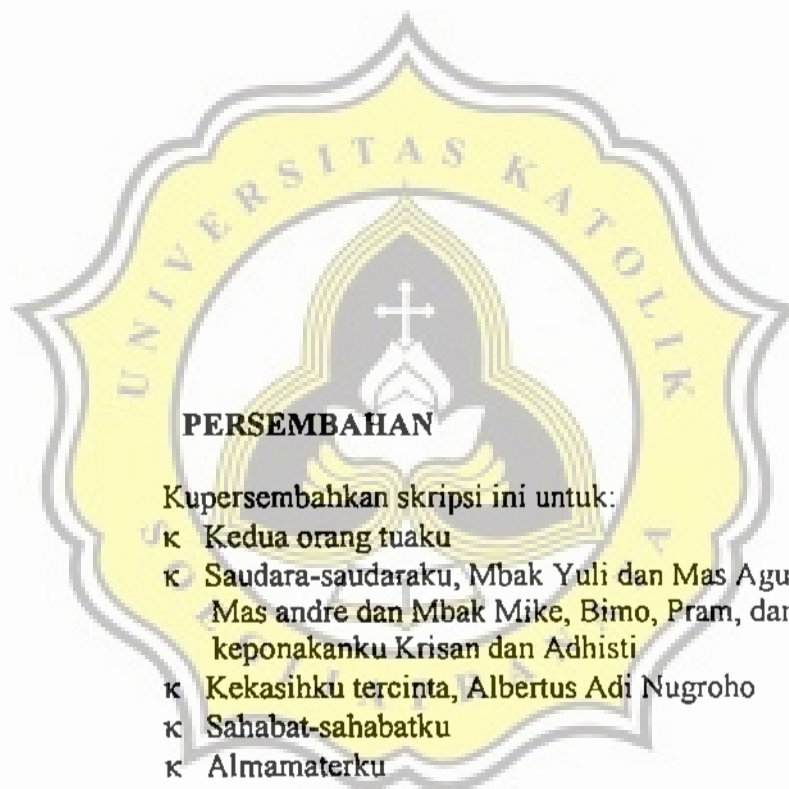 UNIVERSITAS KATOLIK
SOEGIJAPRANATA
PERSEMBAHAN
Kupersembahkan skripsi ini untuk:
κ Kedua orang tuaku
κ Saudara-saudaraku, Mbak Yuli dan Mas
Mas andre dan Mbak Mike, Bimo, Pram,
keponakanku Krisan dan Adhisti
κ Kekasihku tercinta, Albertus Adi Nugroho
κ Sahabat-sahabatku
κ Almamaterku